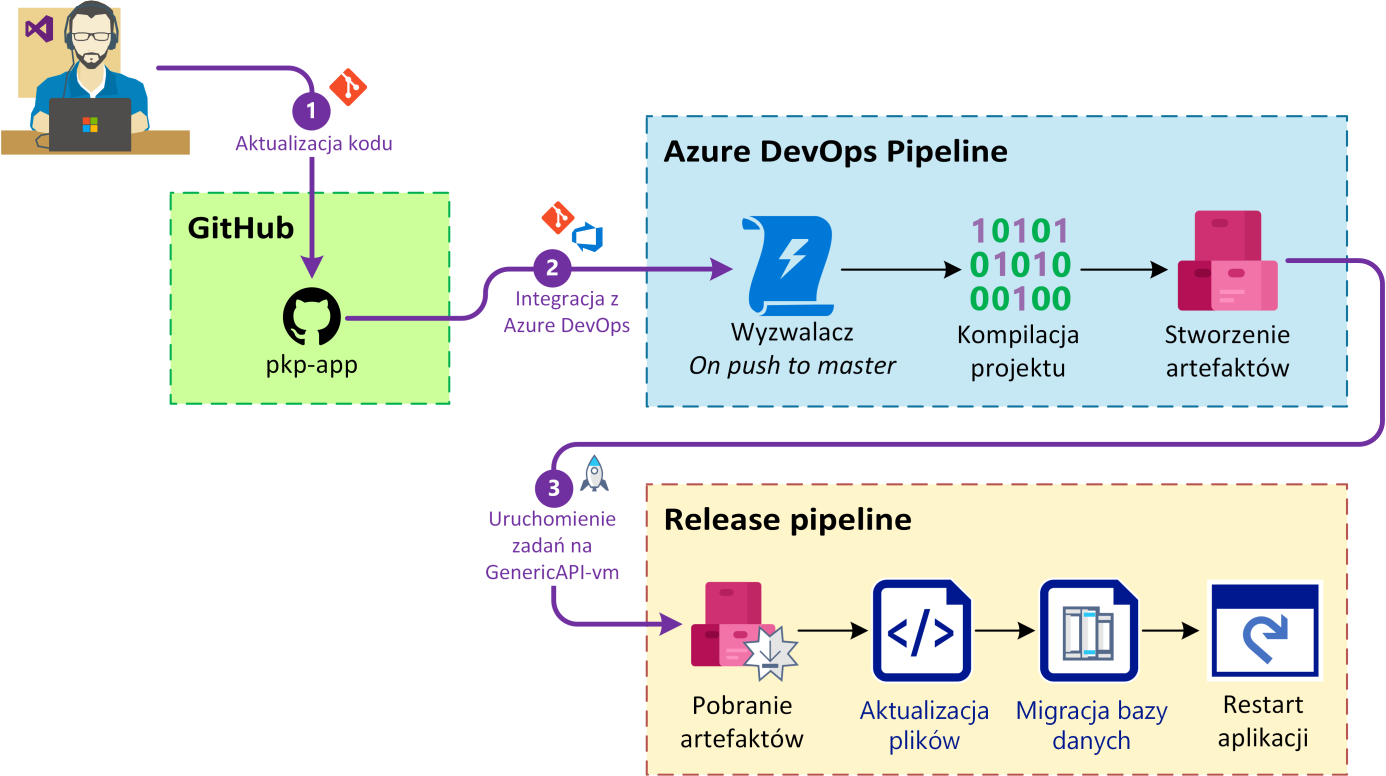 1
Aktualizacja kodu
GitHub
pkp-app
2
Integracja z
Azure DevOps
Azure DevOps Pipeline
Wyzwalacz
On push to master
10101
01010
00100
Kompilacja
projektu
Stworzenie
artefaktów
3
Uruchomienie
zadań na
GenericAPI-vm
Release pipeline
Pobranie
artefaktów
</>
Aktualizacja
plików
Migracja bazy
danych
Restart
aplikacji